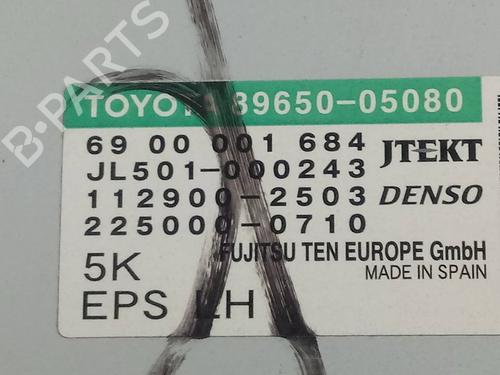 B-PARTS
TOYOTA 89650-05080
69 00 001 684
JTEKT
JL501-000243
112900-2503
DENSO
225000-0710
FUJITSU TEN EUROPE GmbH
5K
MADE IN SPAIN
EPS LH